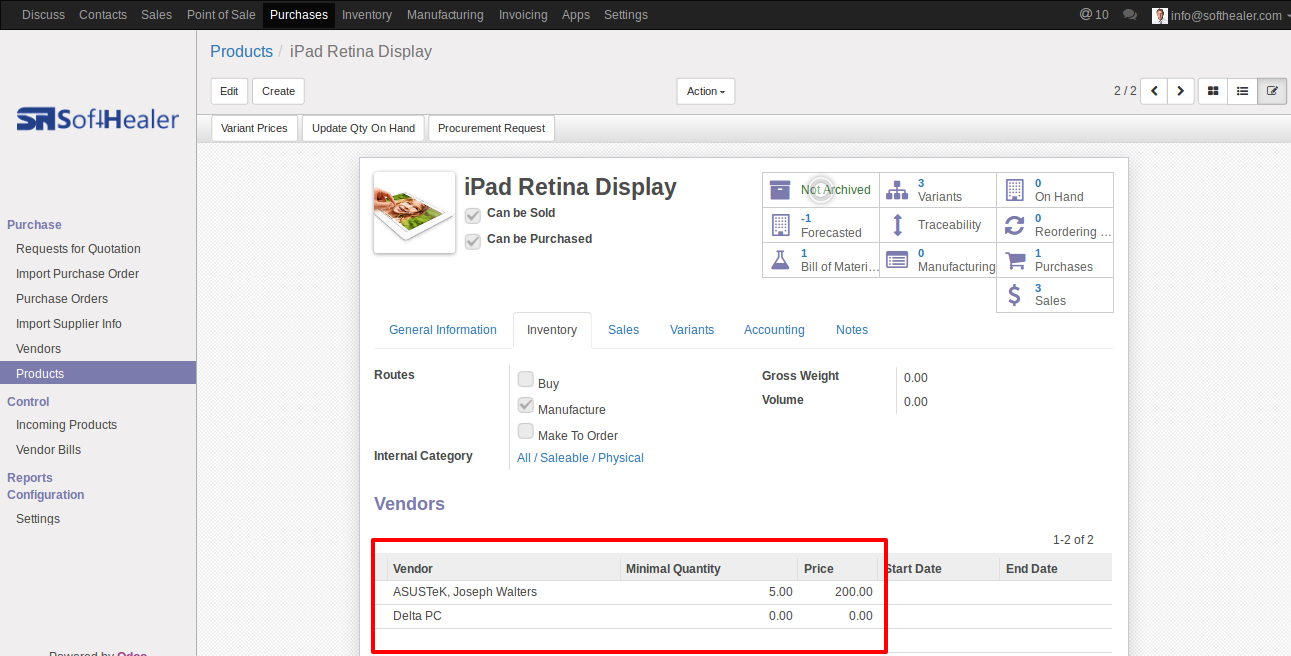 Discuss Contacts Sales Point of Sale Purchases Inventory Manufacturing Invoicing Apps Settings @ 10 info@softhealer.com
Products / iPad Retina Display
Edit Create Action 2 / 2
Variant Prices Update Qty On Hand Procurement Request
SoftHealer
Purchase
Requests for Quotation
Import Purchase Order
Purchase Orders
Import Supplier Info
Vendors
Products
Control
Incoming Products
Vendor Bills
Reports
Configuration
Settings
Powered by Odoo
iPad Retina Display
Can be Sold
Can be Purchased
Not Archived
3 Variants
0 On Hand
-1 Forecasted
Traceability
0 Reordering ...
1 Bill of Materi...
0 Manufacturing
1 Purchases
$ 3 Sales
General Information Inventory Sales Variants Accounting Notes
Routes
Buy
Manufacture
Make To Order
Internal Category All / Saleable / Physical
Gross Weight 0.00
Volume 0.00
Vendors
1-2 of 2
Vendor Minimal Quantity Price Start Date End Date
ASUSTeK, Joseph Walters 5.00 200.00
Delta PC 0.00 0.00